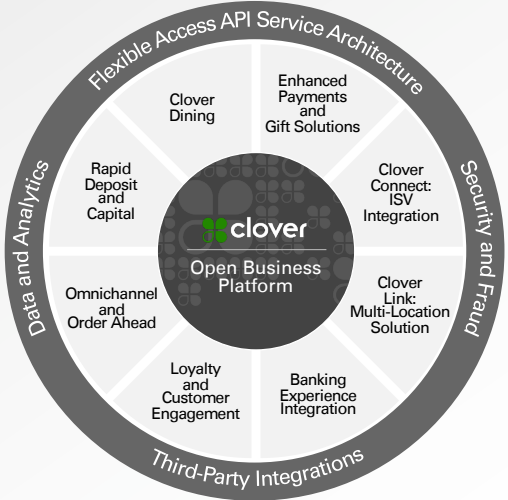 Flexible Access API Service Architecture
Enhanced
Payments
and
Gift Solutions
Clover
Connect:
ISV
Integration
Clover
Link:
Multi-Location
Solution
Banking
Experience
Integration
Loyalty
and
Customer
Engagement
Omnichannel
and
Order Ahead
Rapid
Deposit
and
Capital
Clover
Dining
clover
Open Business
Platform
Security and Fraud
Third-Party Integrations
Data and Analytics